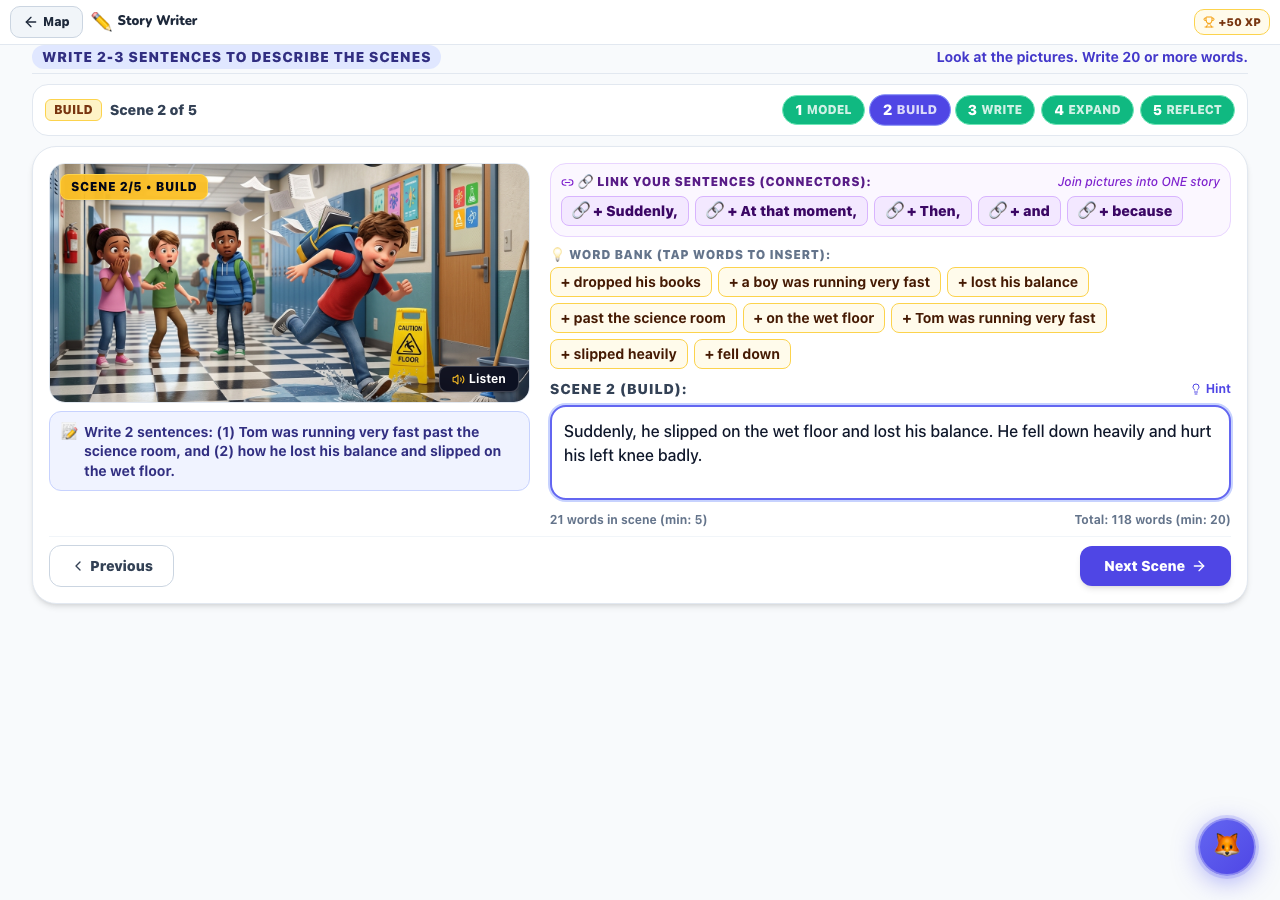 Map
Story Writer
+50 XP
WRITE 2-3 SENTENCES TO DESCRIBE THE SCENES
Look at the pictures. Write 20 or more words.
BUILD
Scene 2 of 5
1 MODEL
2 BUILD
3 WRITE
4 EXPAND
5 REFLECT
SCENE 2/5 • BUILD
CAUTION
FLOOR
Listen
Write 2 sentences: (1) Tom was running very fast past the
science room, and (2) how he lost his balance and slipped on
the wet floor.
LINK YOUR SENTENCES (CONNECTORS):
Join pictures into ONE story
+ Suddenly,
+ At that moment,
+ Then,
+ and
+ because
WORD BANK (TAP WORDS TO INSERT):
+ dropped his books
+ a boy was running very fast
+ lost his balance
+ past the science room
+ on the wet floor
+ Tom was running very fast
+ slipped heavily
+ fell down
SCENE 2 (BUILD):
Hint
Suddenly, he slipped on the wet floor and lost his balance. He fell down heavily and hurt
his left knee badly.
21 words in scene (min: 5)
Total: 118 words (min: 20)
Previous
Next Scene